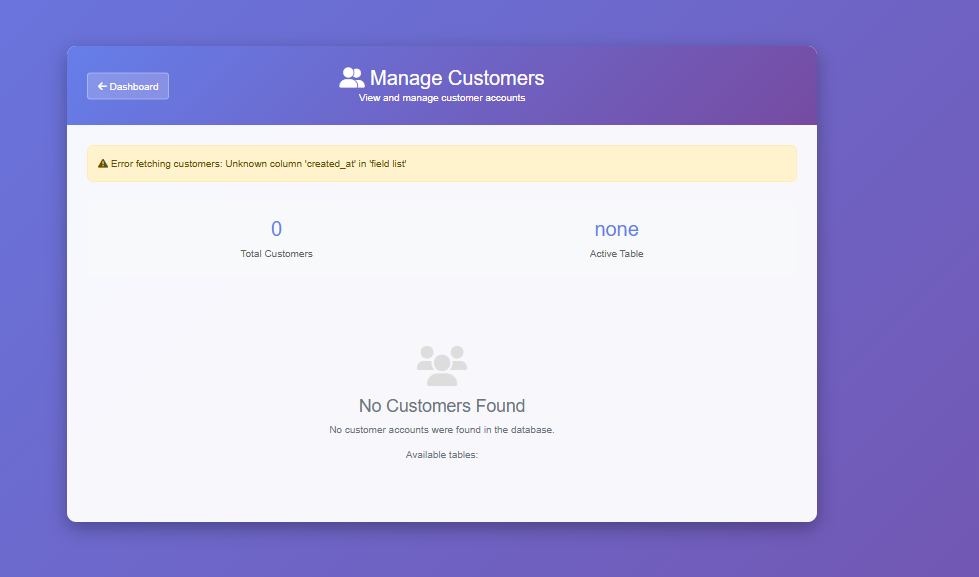 Dashboard
Manage Customers
View and manage customer accounts
Error fetching customers: Unknown column 'created_at' in 'field list'
0
Total Customers
none
Active Table
No Customers Found
No customer accounts were found in the database.
Available tables: